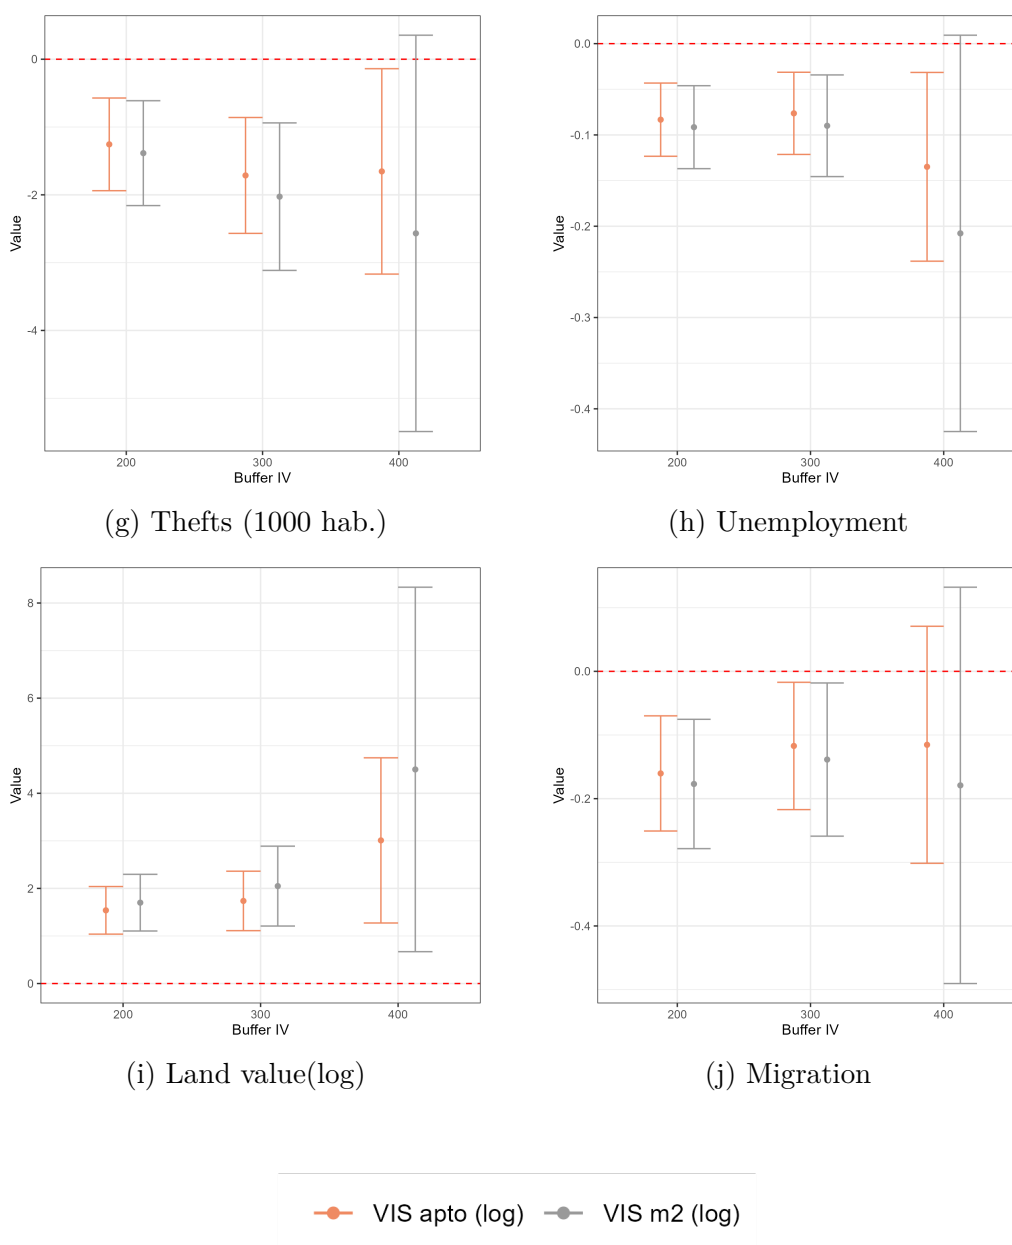 0
-2
-4
Value
200
300
400
Buffer IV
(g) Thefts (1000 hab.)
0.0
-0.1
-0.2
-0.3
-0.4
Value
200
300
400
Buffer IV
(h) Unemployment
8
6
4
2
0
Value
200
300
400
Buffer IV
(i) Land value(log)
0.0
-0.2
-0.4
Value
200
300
400
Buffer IV
(j) Migration
VIS apto (log) VIS m2 (log)